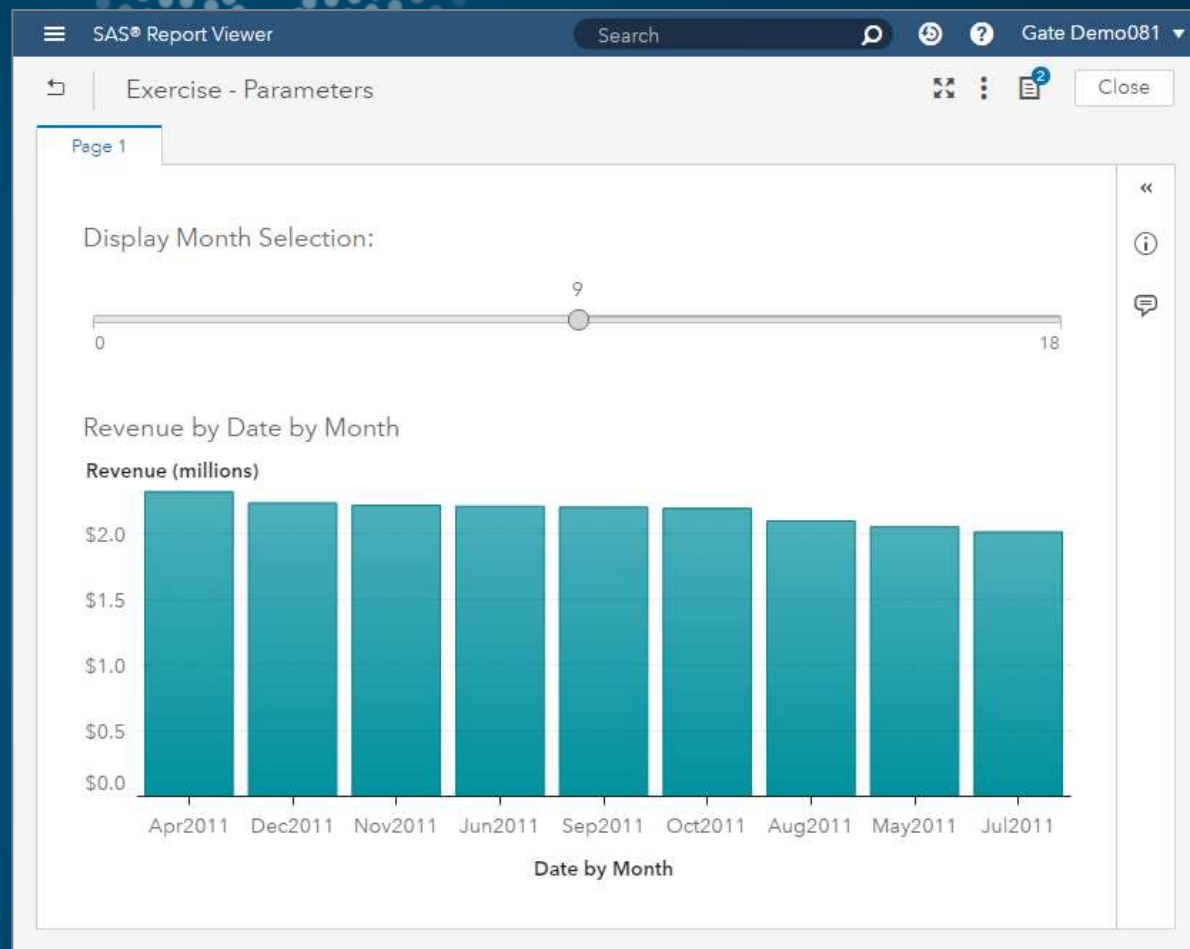 SAS® Report Viewer Search Gate Demo081
Exercise - Parameters 2 Close
Page 1
Display Month Selection:
9
0 18
Revenue by Date by Month
Revenue (millions)
$2.0
$1.5
$1.0
$0.5
$0.0
Apr2011 Dec2011 Nov2011 Jun2011 Sep2011 Oct2011 Aug2011 May2011 Jul2011
Date by Month